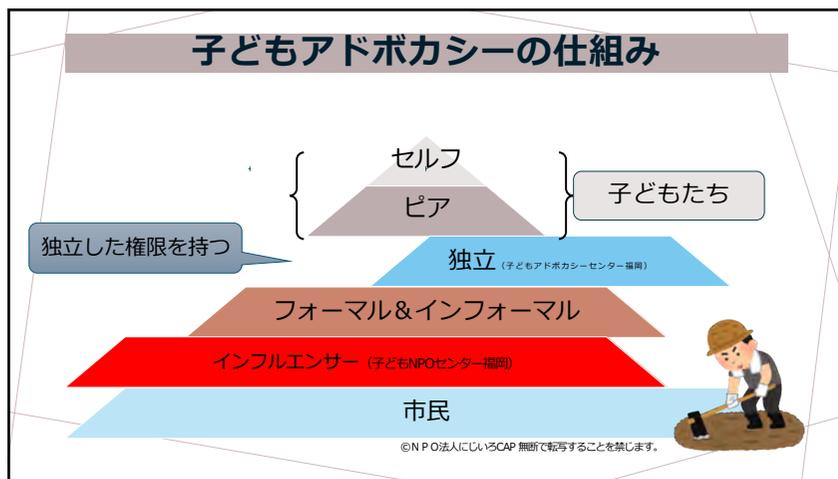 子どもアドボカシーの仕組み
セルフ
ピア
子どもたち
独立した権限を持つ
独立(子どもアドボカシーセンター福岡)
フォーマル&インフォーマル
インフルエンサー(子どもNPOセンター福岡)
市民
©NPO法人にじいろCAP 無断で転写することを禁じます。